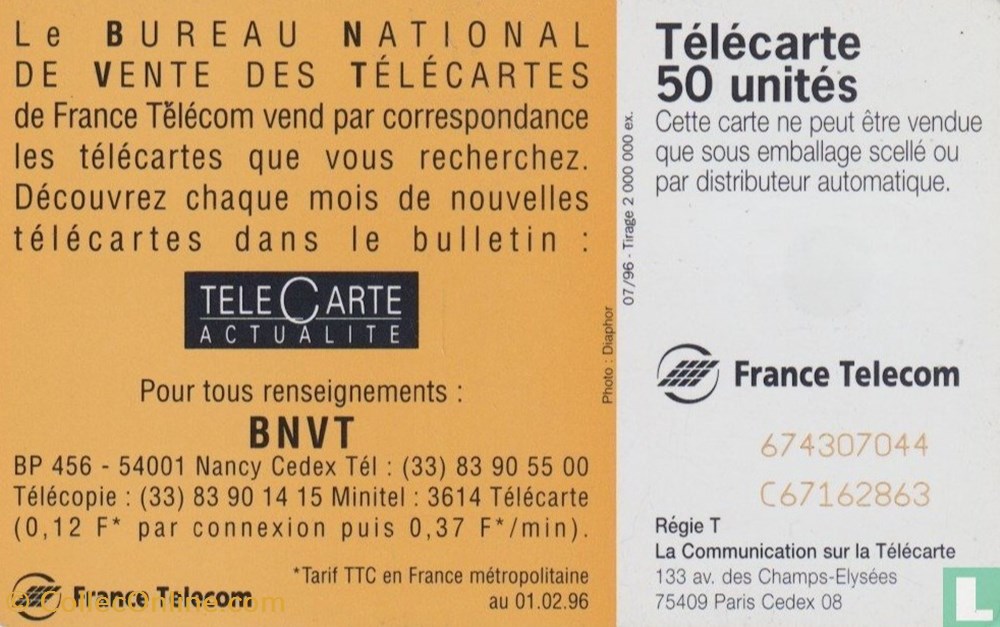 Le BUREAU NATIONAL
DE VENTE DES TÉLÉCARTES
de France Télécom vend par correspondance
les télécartes que vous recherchez.
Découvrez chaque mois de nouvelles
télécartes dans le bulletin :
TELECARTE
ACTUALITE
Pour tous renseignements :
BNVT
BP 456 - 54001 Nancy Cedex Tél : (33) 83 90 55 00
Télécopie : (33) 83 90 14 15 Minitel : 3614 Télécarte
(0,12 F* par connexion puis 0,37 F*/min).
*Tarif TTC en France métropolitaine
au 01.02.96
France Telecom
© CollecOnline.com
Photo : Diaphor
07/96 - Tirage 2 000 000 ex.
Télécarte
50 unités
Cette carte ne peut être vendue
que sous emballage scellé ou
par distributeur automatique.
France Telecom
674307044
C67162863
Régie T
La Communication sur la Télécarte
133 av. des Champs-Elysées
75409 Paris Cedex 08
L